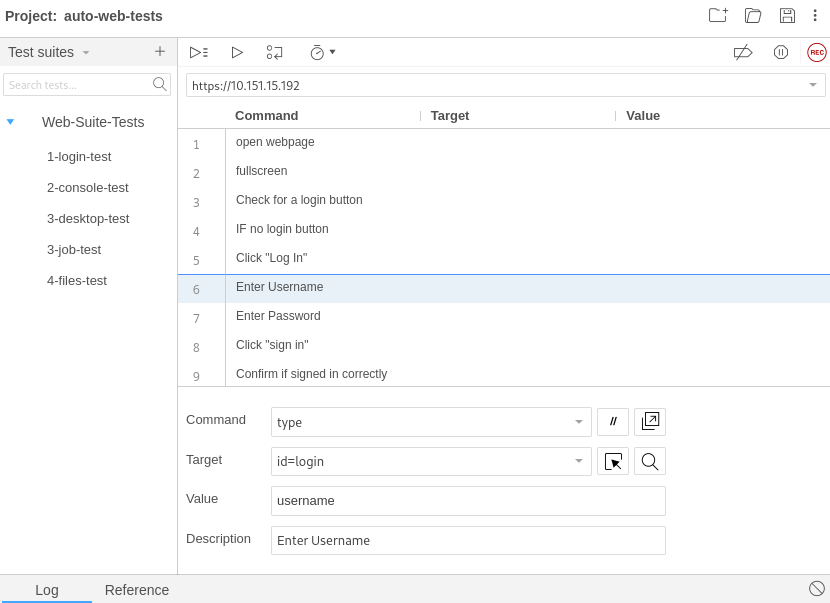 Project: auto-web-tests
Test suites
REC
Search tests...
https://10.151.15.192
Command Target Value
Web-Suite-Tests
1-login-test
2-console-test
3-desktop-test
3-job-test
4-files-test
1 open webpage
2 fullscreen
3 Check for a login button
4 IF no login button
5 Click "Log In"
6 Enter Username
7 Enter Password
8 Click "sign in"
9 Confirm if signed in correctly
Command type //
Target id=login
Value username
Description Enter Username
Log Reference